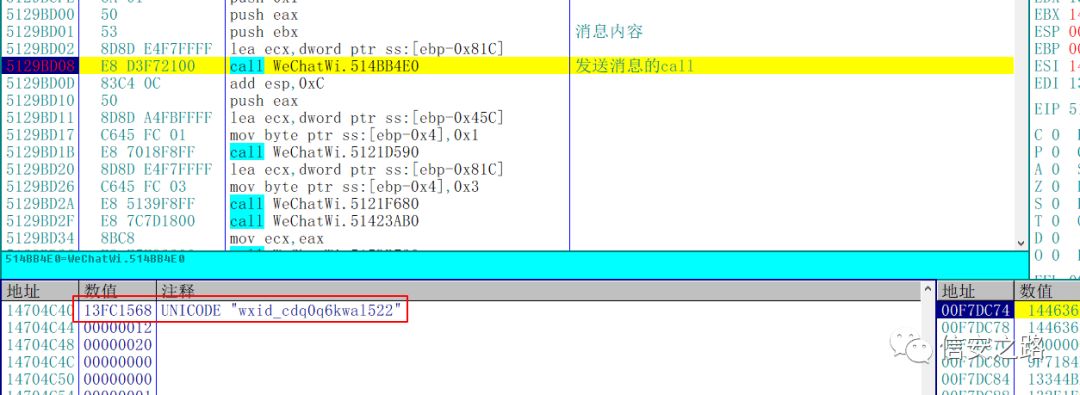 5129BD00 50 push eax
5129BD01 53 push ebx 消息内容
5129BD02 8D8D E4F7FFFF lea ecx,dword ptr ss:[ebp-0x81C]
5129BD08 E8 D3F72100 call WeChatWi.514BB4E0 发送消息的call
5129BD0D 83C4 0C add esp,0xC
5129BD10 50 push eax
5129BD11 8D8D A4FBFFFF lea ecx,dword ptr ss:[ebp-0x45C]
5129BD17 C645 FC 01 mov byte ptr ss:[ebp-0x4],0x1
5129BD1B E8 7018F8FF call WeChatWi.5121D590
5129BD20 8D8D E4F7FFFF lea ecx,dword ptr ss:[ebp-0x81C]
5129BD26 C645 FC 03 mov byte ptr ss:[ebp-0x4],0x3
5129BD2A E8 5139F8FF call WeChatWi.5121F680
5129BD2F E8 7C7D1800 call WeChatWi.51423AB0
5129BD34 8BC8 mov ecx,eax
EBX 14
ESP 00
EBP 00
ESI 14
EDI 13
EIP 51
C 0
P 0
A 0
Z 0
S 0
T 0
D 0
O 0
514BB4E0=WeChatWi.514BB4E0
地址 数值 注释
14704C40 13FC1568 UNICODE "wxid_cdq0q6kwal522"
14704C44 00000012
14704C48 00000020
14704C4C 00000000
14704C50 00000000
地址 数值
00F7DC74 144636
00F7DC78 144636
00F7DC80 9F7184
00F7DC84 13344B
信安之路